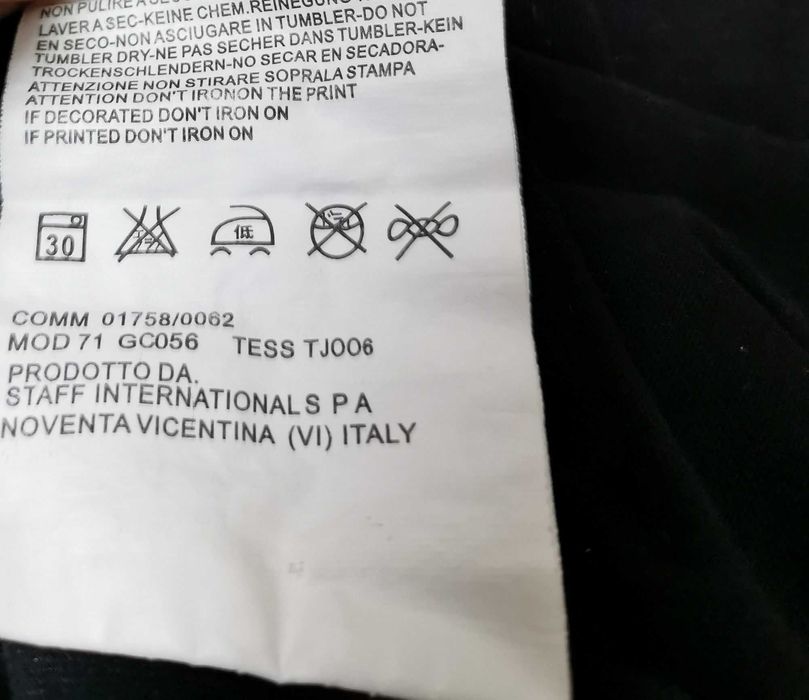 NON PULIRE A
LAVER A SEC-KEINE CHEM.REINEGUNG
EN SECO-NON ASCIUGARE IN TUMBLER-DO NOT
TUMBLER DRY-NE PAS SECHER DANS TUMBLER-KEIN
TROCKENSCHLENDERN-NO SECAR EN SECADORA-
ATTENZIONE NON STIRARE SOPRALA STAMPA
ATTENTION DON'T IRONON THE PRINT
IF DECORATED DON'T IRON ON
IF PRINTED DON'T IRON ON
30 低
COMM 01758/0062
MOD 71 GC056 TESS TJ006
PRODOTTO DA.
STAFF INTERNATIONAL S P A
NOVENTA VICENTINA (VI) ITALY